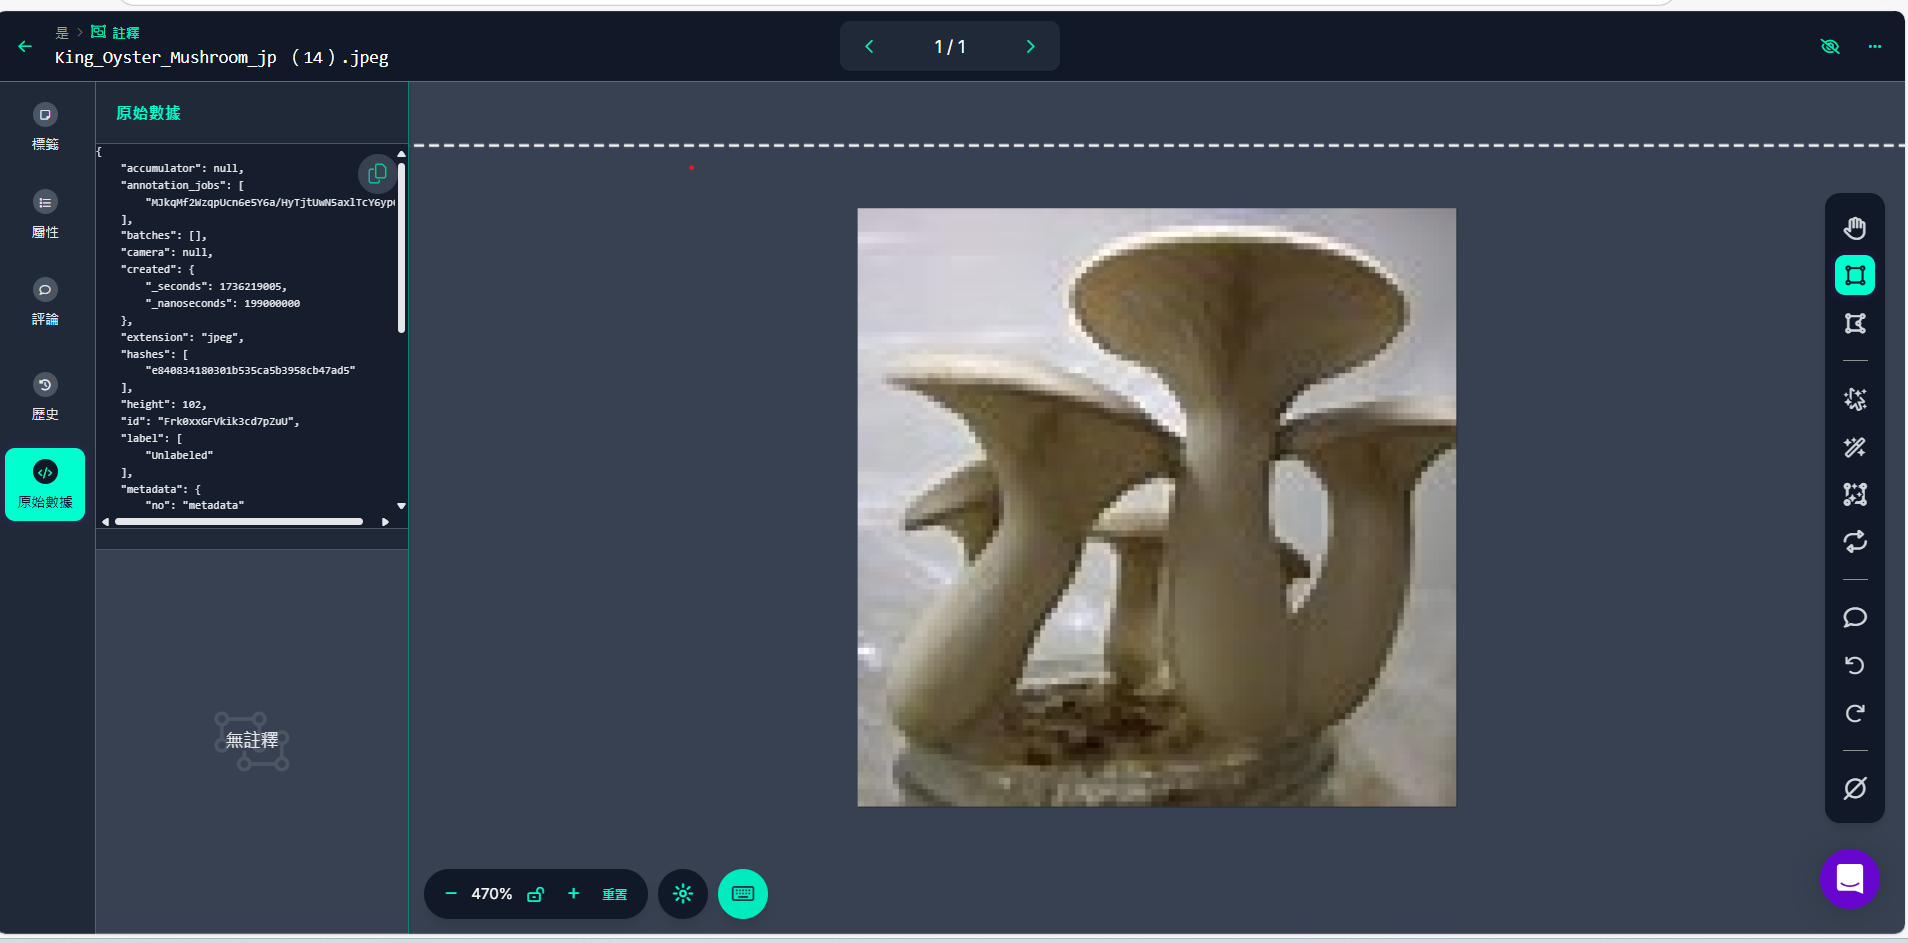 是 > 註釋
King_Oyster_Mushroom_jp （14）.jpeg
1 / 1
標籤
屬性
評論
歷史
原始數據
原始數據
{
"accumulator": null,
"annotation_jobs": [
"MJkqMf2WzqpUcn6e5Y6a/HyTjtUwN5axlTcY6yp
],
"batches": [],
"camera": null,
"created": {
"_seconds": 1736219005,
"_nanoseconds": 199000000
},
"extension": "jpeg",
"hashes": [
"e840834180301b535ca5b3958cb47ad5"
],
"height": 102,
"id": "Frk0xxGFVkik3cd7pZuU",
"label": [
"Unlabeled"
],
"metadata": {
"no": "metadata"
無註釋
470%
重置